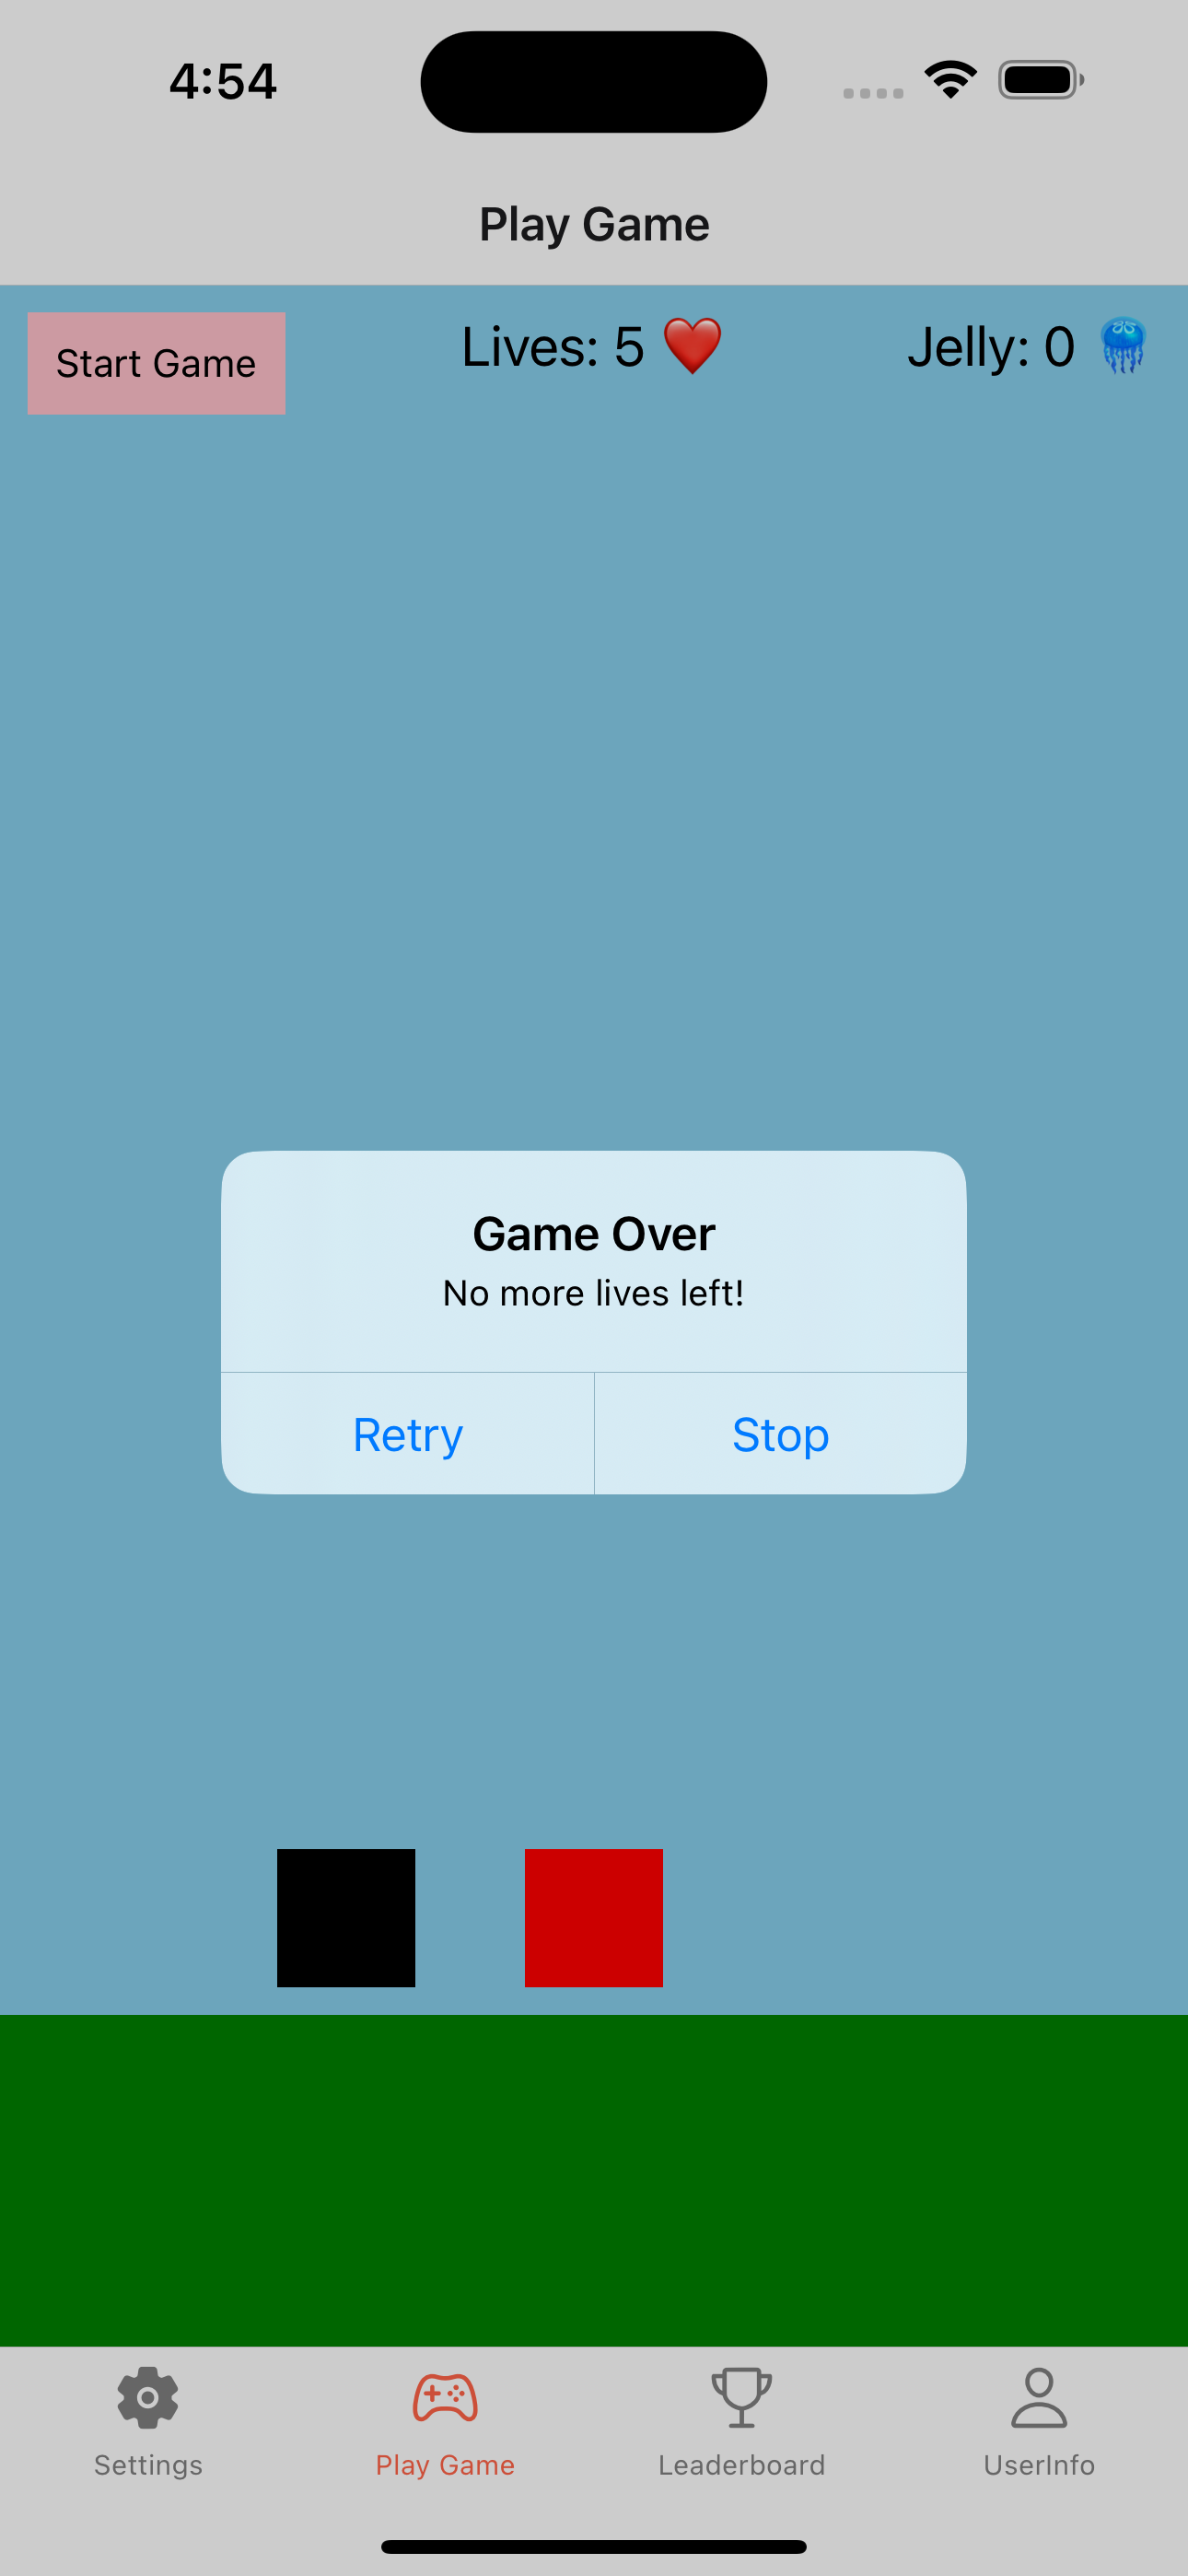 4:54
Play Game
Start Game
Lives: 5 ❤️
Jelly: 0 🪼
Game Over
No more lives left!
Retry
Stop
Settings
Play Game
Leaderboard
UserInfo